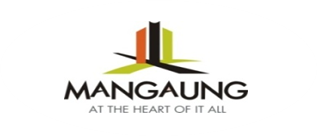 MANGAUNG
AT THE HEART OF IT ALL